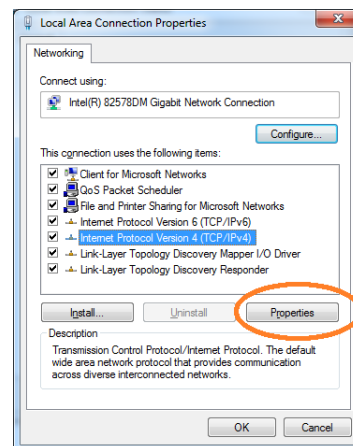 Local Area Connection Properties
Networking
Connect using:
Intel(R) 82578DM Gigabit Network Connection
Configure...
This connection uses the following items:
Client for Microsoft Networks
QoS Packet Scheduler
File and Printer Sharing for Microsoft Networks
Internet Protocol Version 6 (TCP/IPv6)
Internet Protocol Version 4 (TCP/IPv4)
Link-Layer Topology Discovery Mapper I/O Driver
Link-Layer Topology Discovery Responder
Install... Uninstall Properties
Description
Transmission Control Protocol/Internet Protocol. The default
wide area network protocol that provides communication
across diverse interconnected networks.
OK Cancel